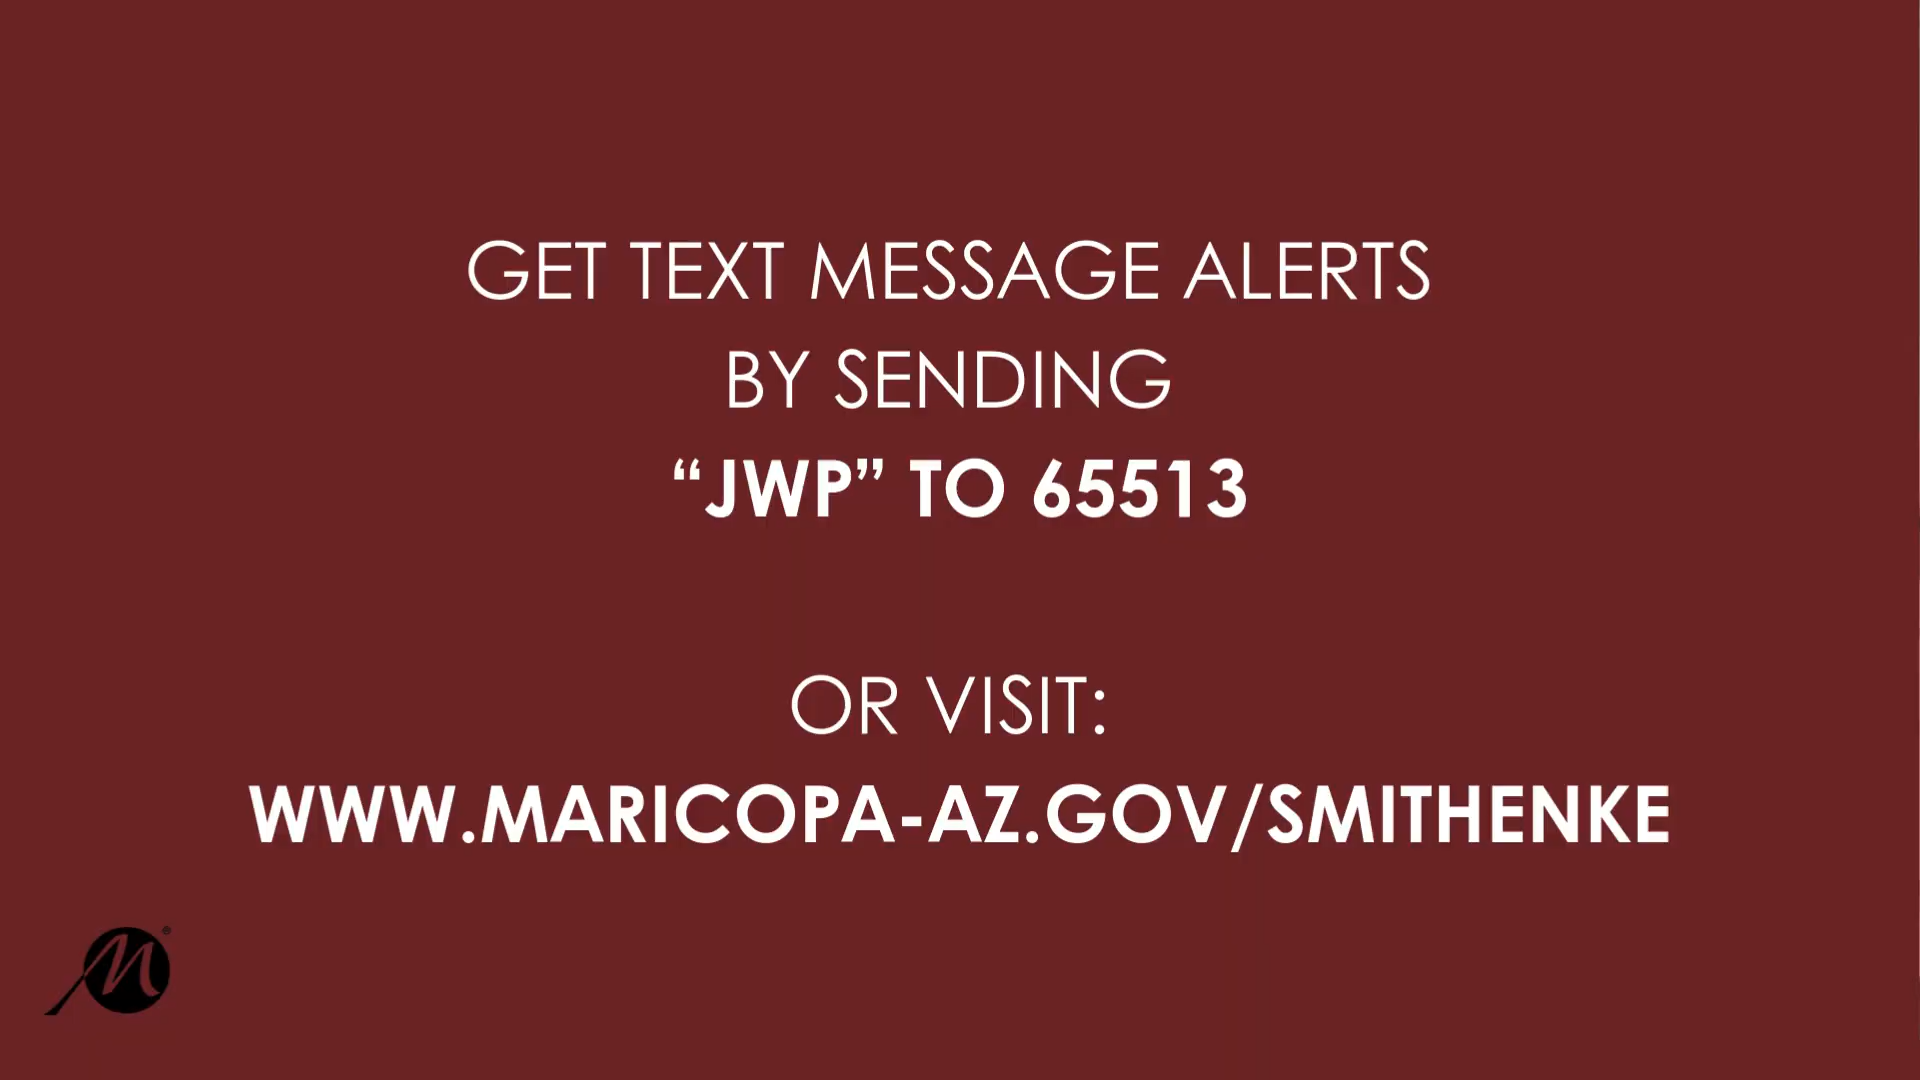 GET TEXT MESSAGE ALERTS
BY SENDING
“JWP” TO 65513
OR VISIT:
WWW.MARICOPA-AZ.GOV/SMITHENKE
M®